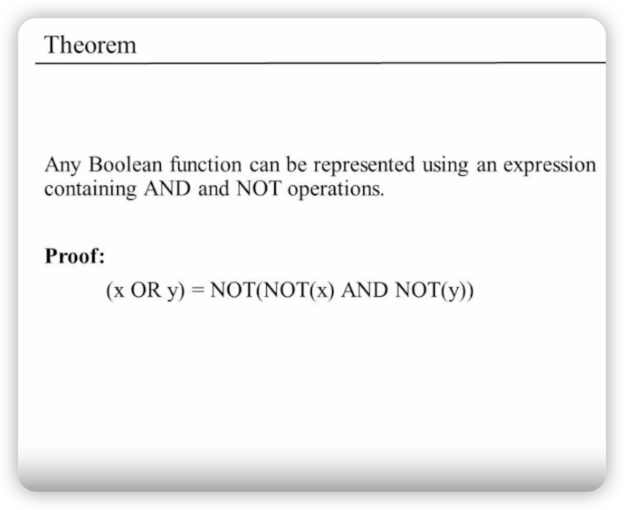 Theorem
Any Boolean function can be represented using an expression
containing AND and NOT operations.
Proof:
(x OR y) = NOT(NOT(x) AND NOT(y))